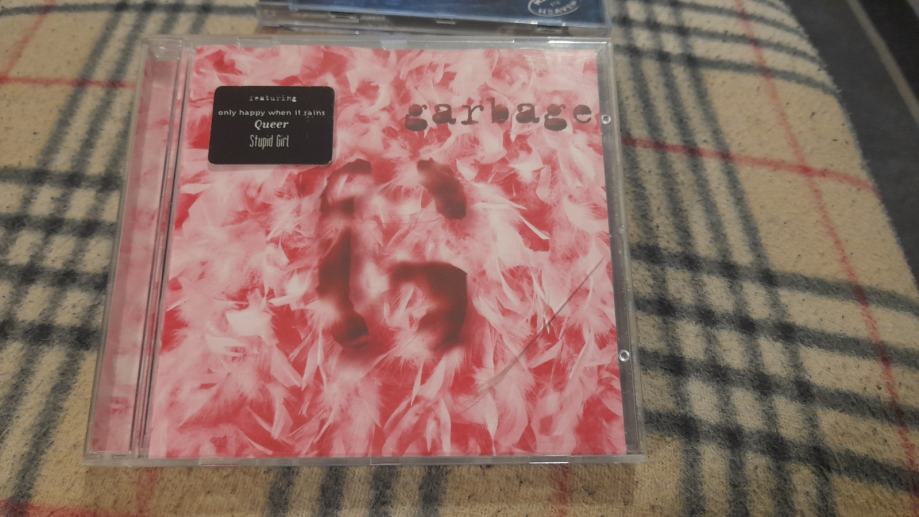 featuring
only happy when it rains
Queer
Stupid Girl
garbage
G